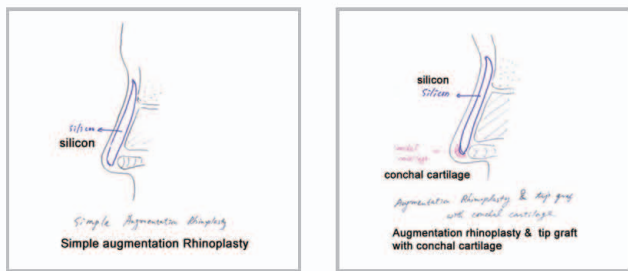 silicon
silicon
Simple Augmentation Rhinoplasty
Simple augmentation Rhinoplasty
silicon
silicon
conchal
cartilage
conchal cartilage
Augmentation Rhinoplasty & tip graft
with conchal cartilage
Augmentation rhinoplasty & tip graft
with conchal cartilage